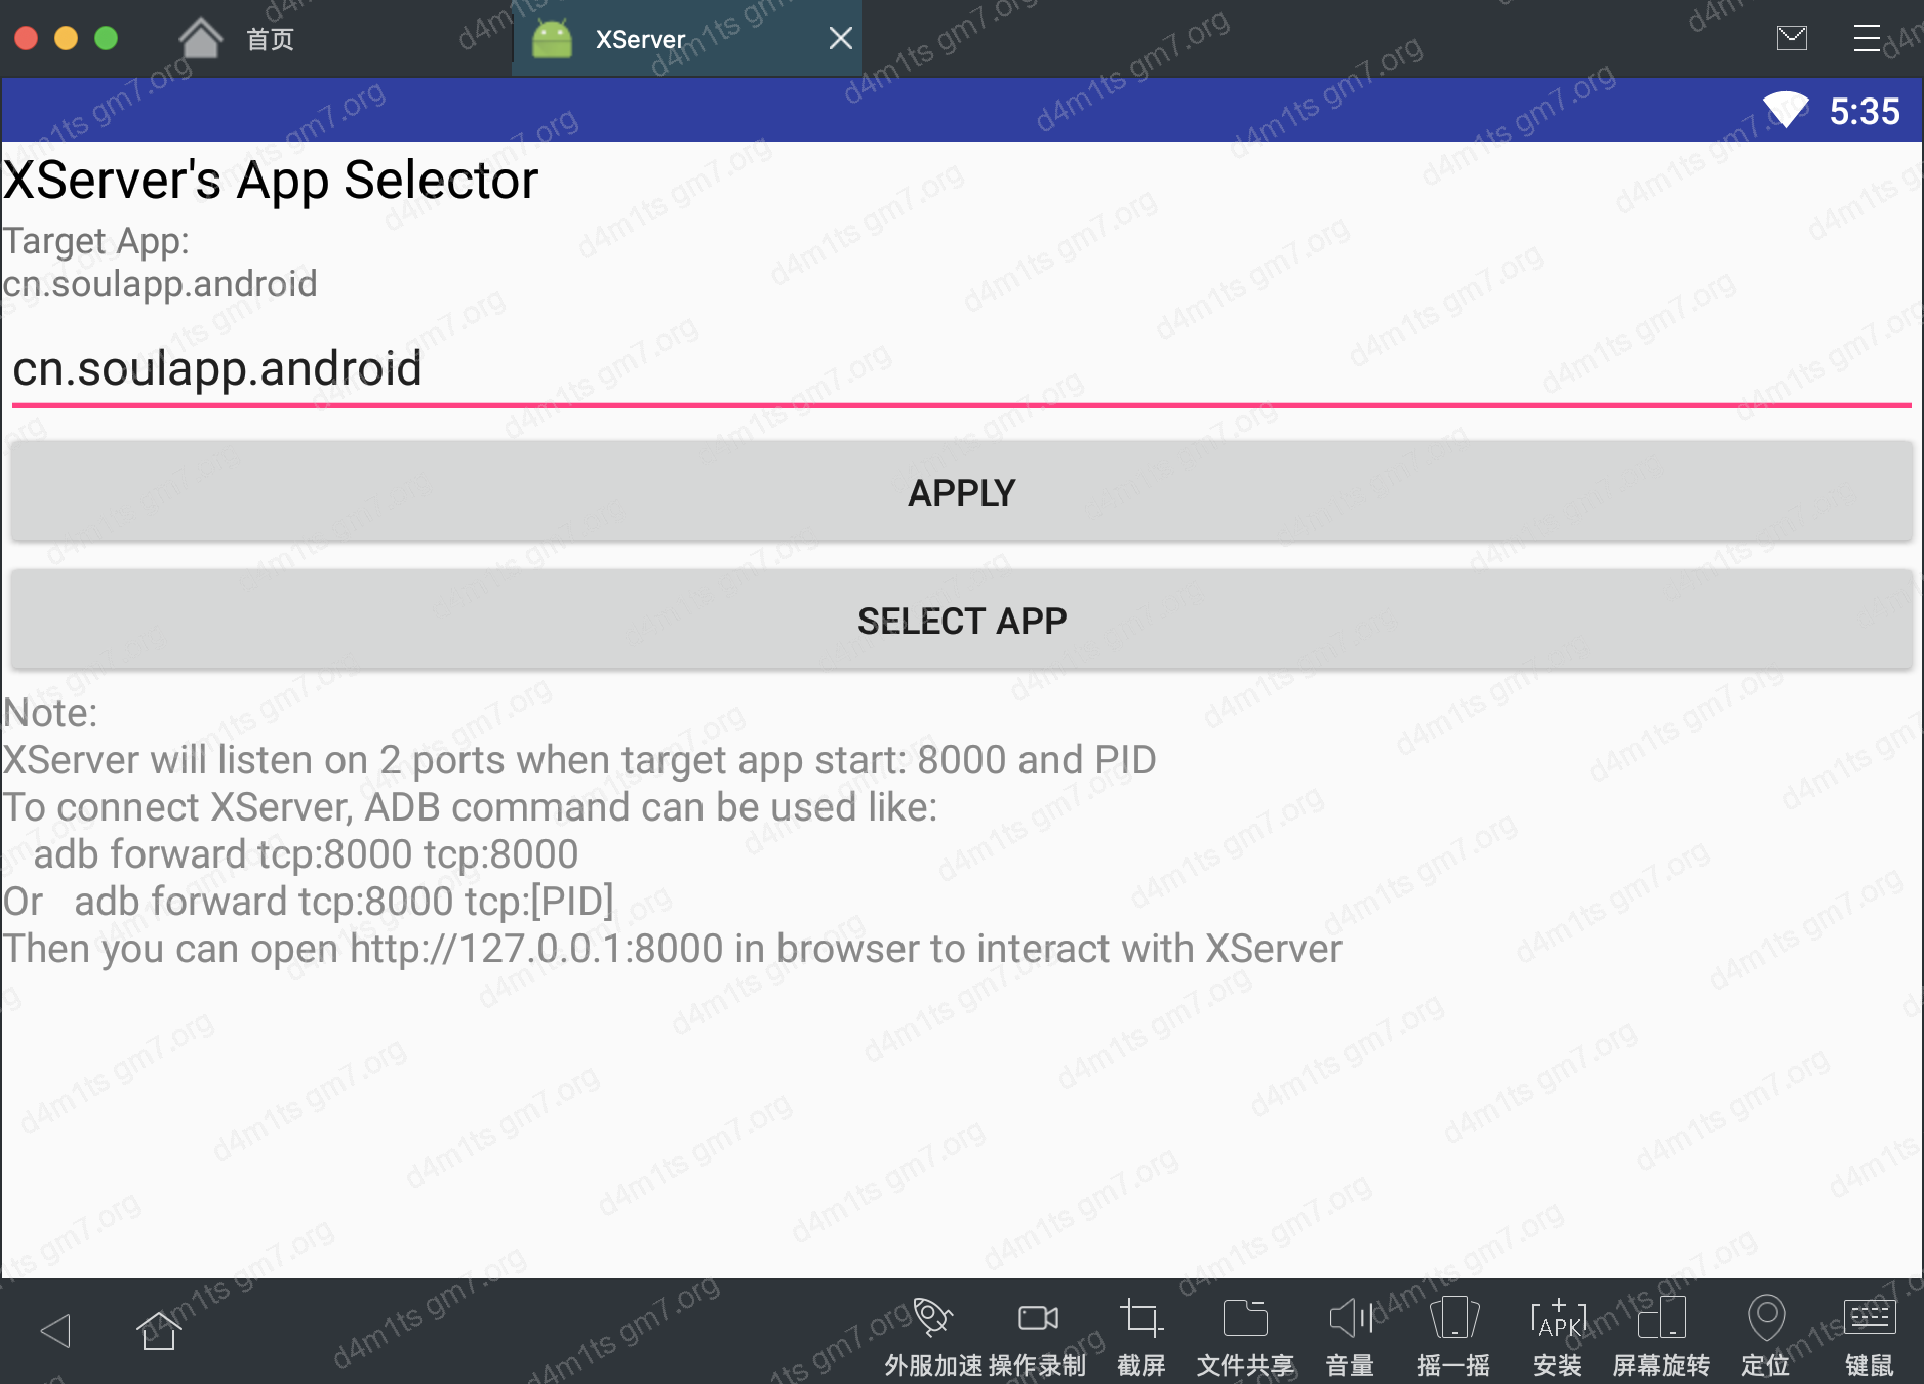 首页
XServer
5:35
XServer's App Selector
Target App:
cn.soulapp.android
cn.soulapp.android
APPLY
SELECT APP
Note:
XServer will listen on 2 ports when target app start: 8000 and PID
To connect XServer, ADB command can be used like:
adb forward tcp:8000 tcp:8000
Or adb forward tcp:8000 tcp:[PID]
Then you can open http://127.0.0.1:8000 in browser to interact with XServer
APK
外服加速 操作录制 截屏 文件共享 音量 摇一摇 安装 屏幕旋转 定位 键鼠
d4m1ts gm7.org